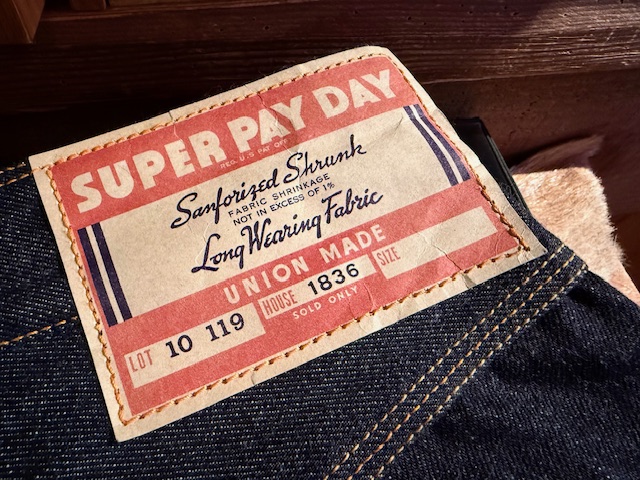 SUPER PAY DAY
REG. U.S. PAT. OFF.
Sanforized Shrunk
FABRIC SHRINKAGE
NOT IN EXCESS OF 1%
Long Wearing Fabric
UNION MADE
LOT 10 119 HOUSE 1836 SIZE
SOLD ONLY